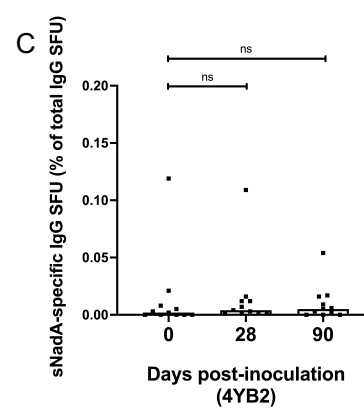 C
ns
ns
sNadA-specific IgG SFU (% of total IgG SFU)
0.20
0.15
0.10
0.05
0.00
0 28 90
Days post-inoculation
(4YB2)